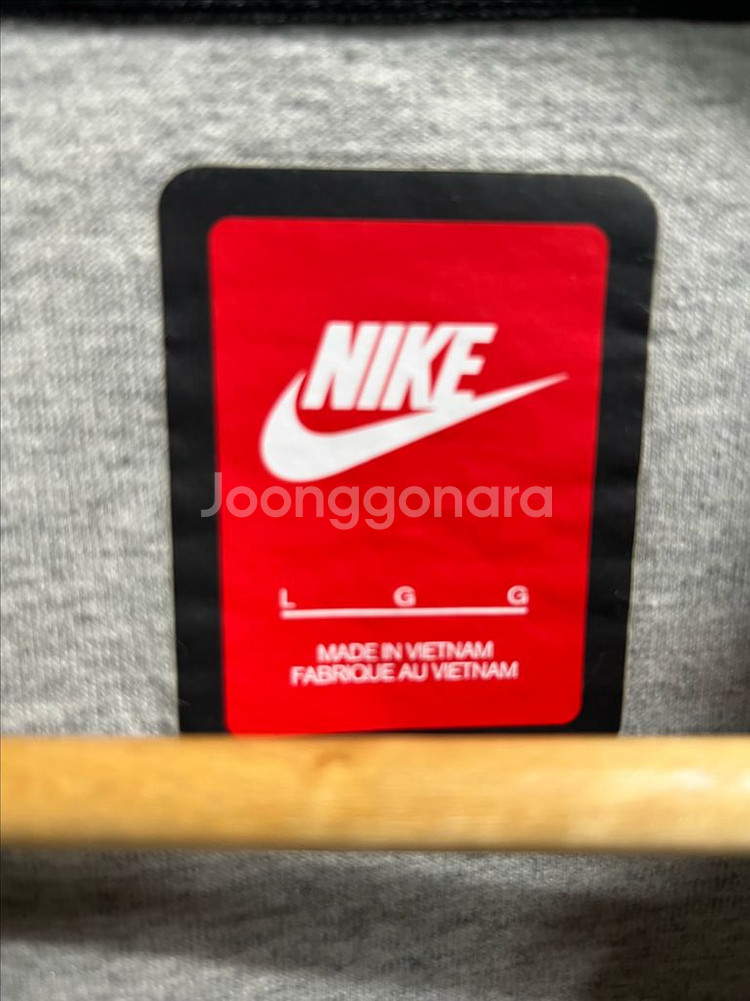 NIKE
Joonggonara
L G G
MADE IN VIETNAM
FABRIQUE AU VIETNAM